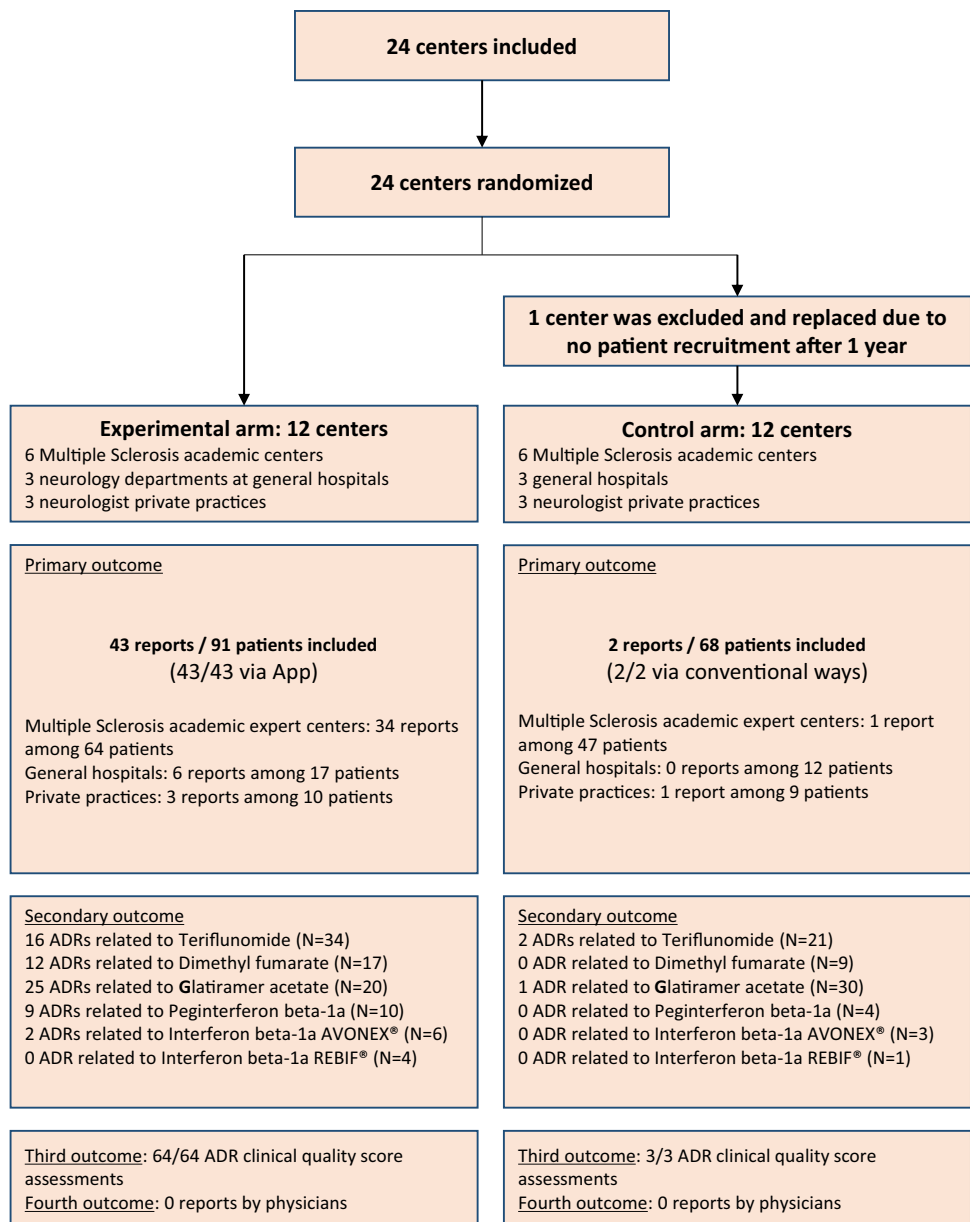 24 centers included
24 centers randomized
1 center was excluded and replaced due to
no patient recruitment after 1 year
Experimental arm: 12 centers
6 Multiple Sclerosis academic centers
3 neurology departments at general hospitals
3 neurologist private practices
Control arm: 12 centers
6 Multiple Sclerosis academic centers
3 general hospitals
3 neurologist private practices
Primary outcome
43 reports / 91 patients included
(43/43 via App)
Multiple Sclerosis academic expert centers: 34 reports
among 64 patients
General hospitals: 6 reports among 17 patients
Private practices: 3 reports among 10 patients
Primary outcome
2 reports / 68 patients included
(2/2 via conventional ways)
Multiple Sclerosis academic expert centers: 1 report
among 47 patients
General hospitals: 0 reports among 12 patients
Private practices: 1 report among 9 patients
Secondary outcome
16 ADRs related to Teriflunomide (N=34)
12 ADRs related to Dimethyl fumarate (N=17)
25 ADRs related to Glatiramer acetate (N=20)
9 ADRs related to Peginterferon beta-1a (N=10)
2 ADRs related to Interferon beta-1a AVONEX® (N=6)
0 ADR related to Interferon beta-1a REBIF® (N=4)
Secondary outcome
2 ADRs related to Teriflunomide (N=21)
0 ADR related to Dimethyl fumarate (N=9)
1 ADR related to Glatiramer acetate (N=30)
0 ADR related to Peginterferon beta-1a (N=4)
0 ADR related to Interferon beta-1a AVONEX® (N=3)
0 ADR related to Interferon beta-1a REBIF® (N=1)
Third outcome: 64/64 ADR clinical quality score
assessments
Fourth outcome: 0 reports by physicians
Third outcome: 3/3 ADR clinical quality score
assessments
Fourth outcome: 0 reports by physicians